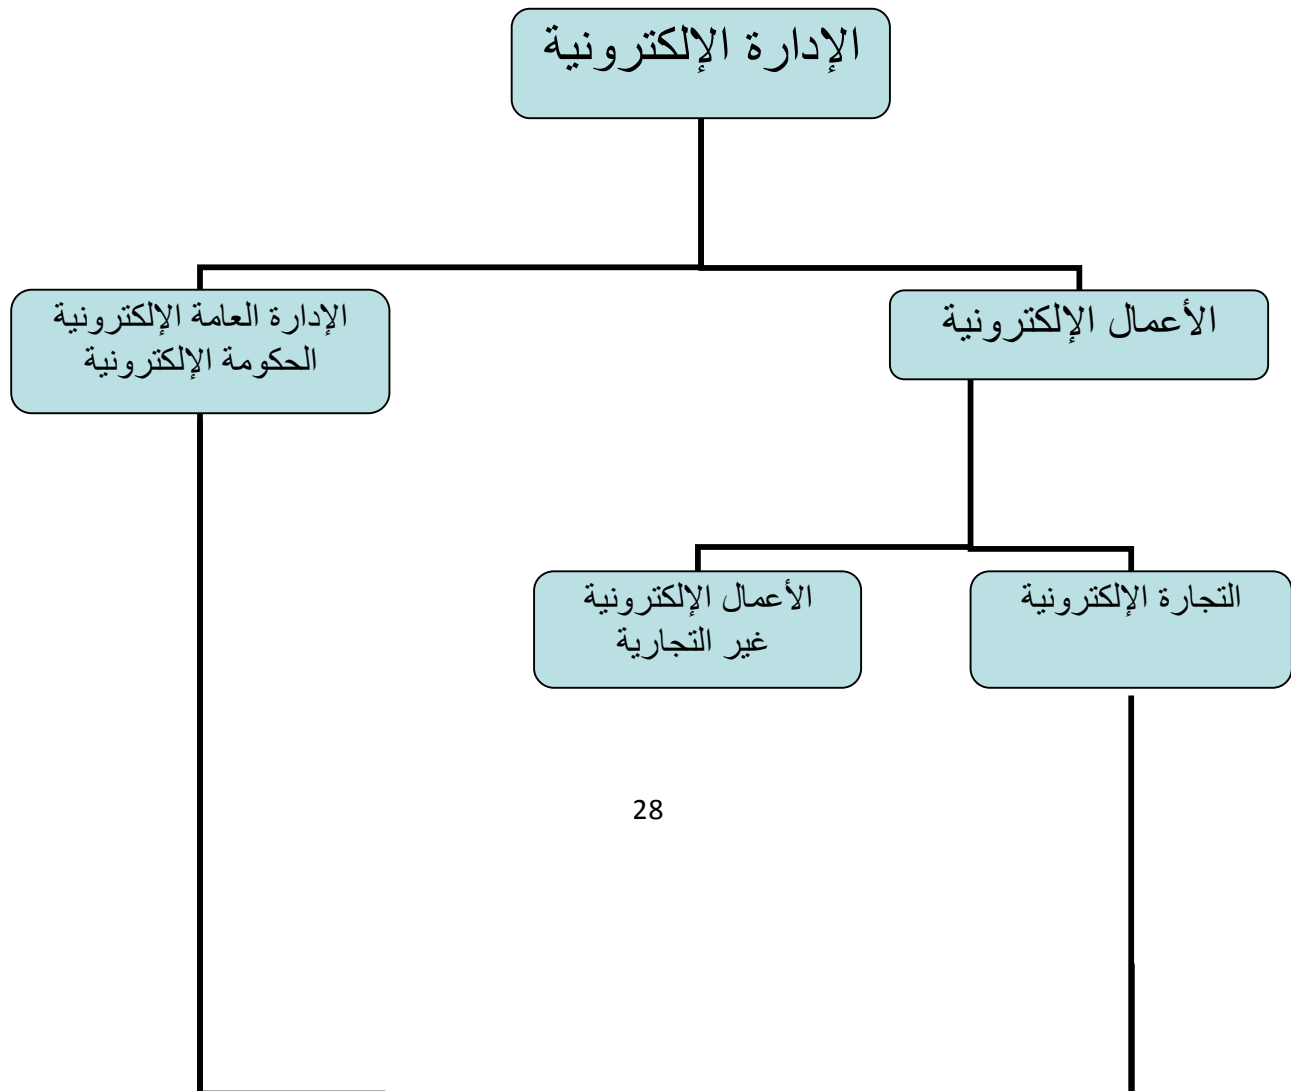 الإدارة الإلكترونية
الأعمال الإلكترونية
الإدارة العامة الإلكترونية
الحكومة الإلكترونية
التجارة الإلكترونية
الأعمال الإلكترونية
غير التجارية
28